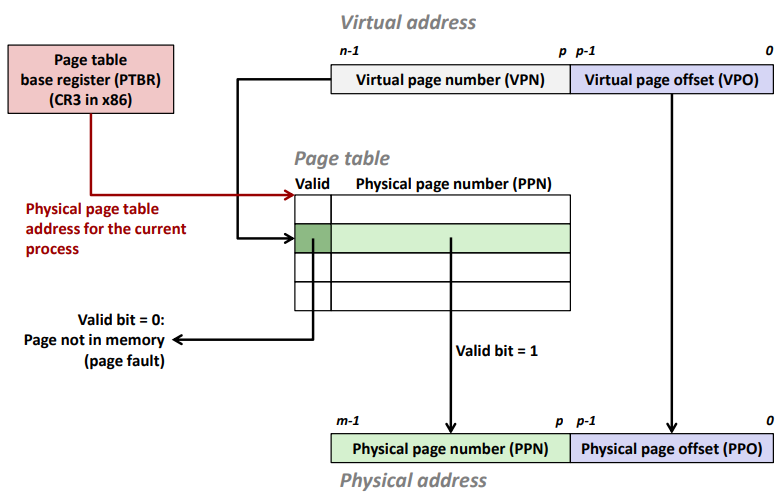 Virtual address
n-1 p p-1 0
Page table
base register (PTBR)
(CR3 in x86)
Virtual page number (VPN) Virtual page offset (VPO)
Page table
Valid Physical page number (PPN)
Physical page table
address for the current
process
Valid bit = 0:
Page not in memory
(page fault)
Valid bit = 1
m-1 p p-1 0
Physical page number (PPN) Physical page offset (PPO)
Physical address